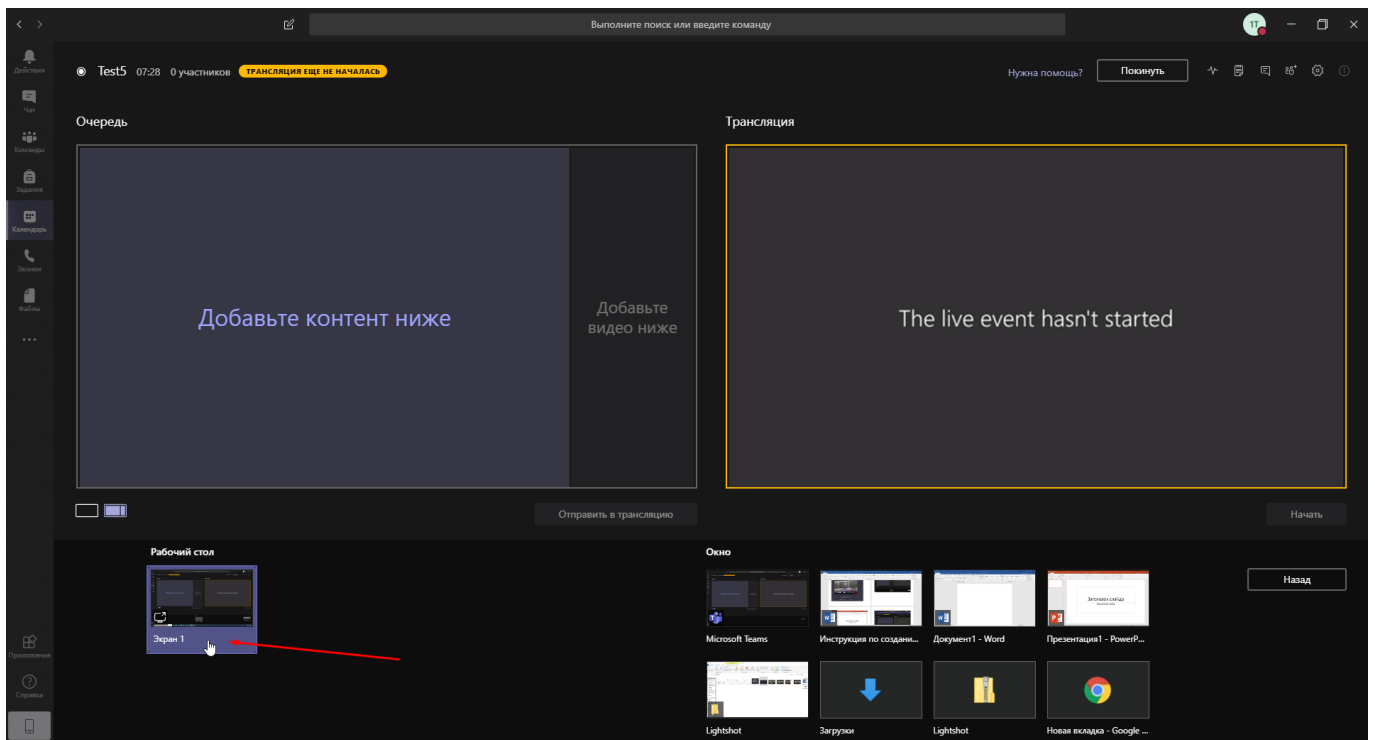 Выполните поиск или введите команду
1T
Действия
Чат
Команды
Задания
Календарь
Звонки
Файлы
Приложения
Справка
Test5 07:28 0 участников ТРАНСЛЯЦИЯ ЕЩЕ НЕ НАЧАЛАСЬ
Нужна помощь? Покинуть
Очередь
Трансляция
Добавьте контент ниже
Добавьте
видео ниже
The live event hasn't started
Отправить в трансляцию
Начать
Рабочий стол
Экран 1
Окно
Назад
Заголовок слайда
Microsoft Teams
Инструкция по создани...
Документ1 - Word
Презентация1 - PowerP...
Lightshot
Загрузки
Lightshot
Новая вкладка - Google ...